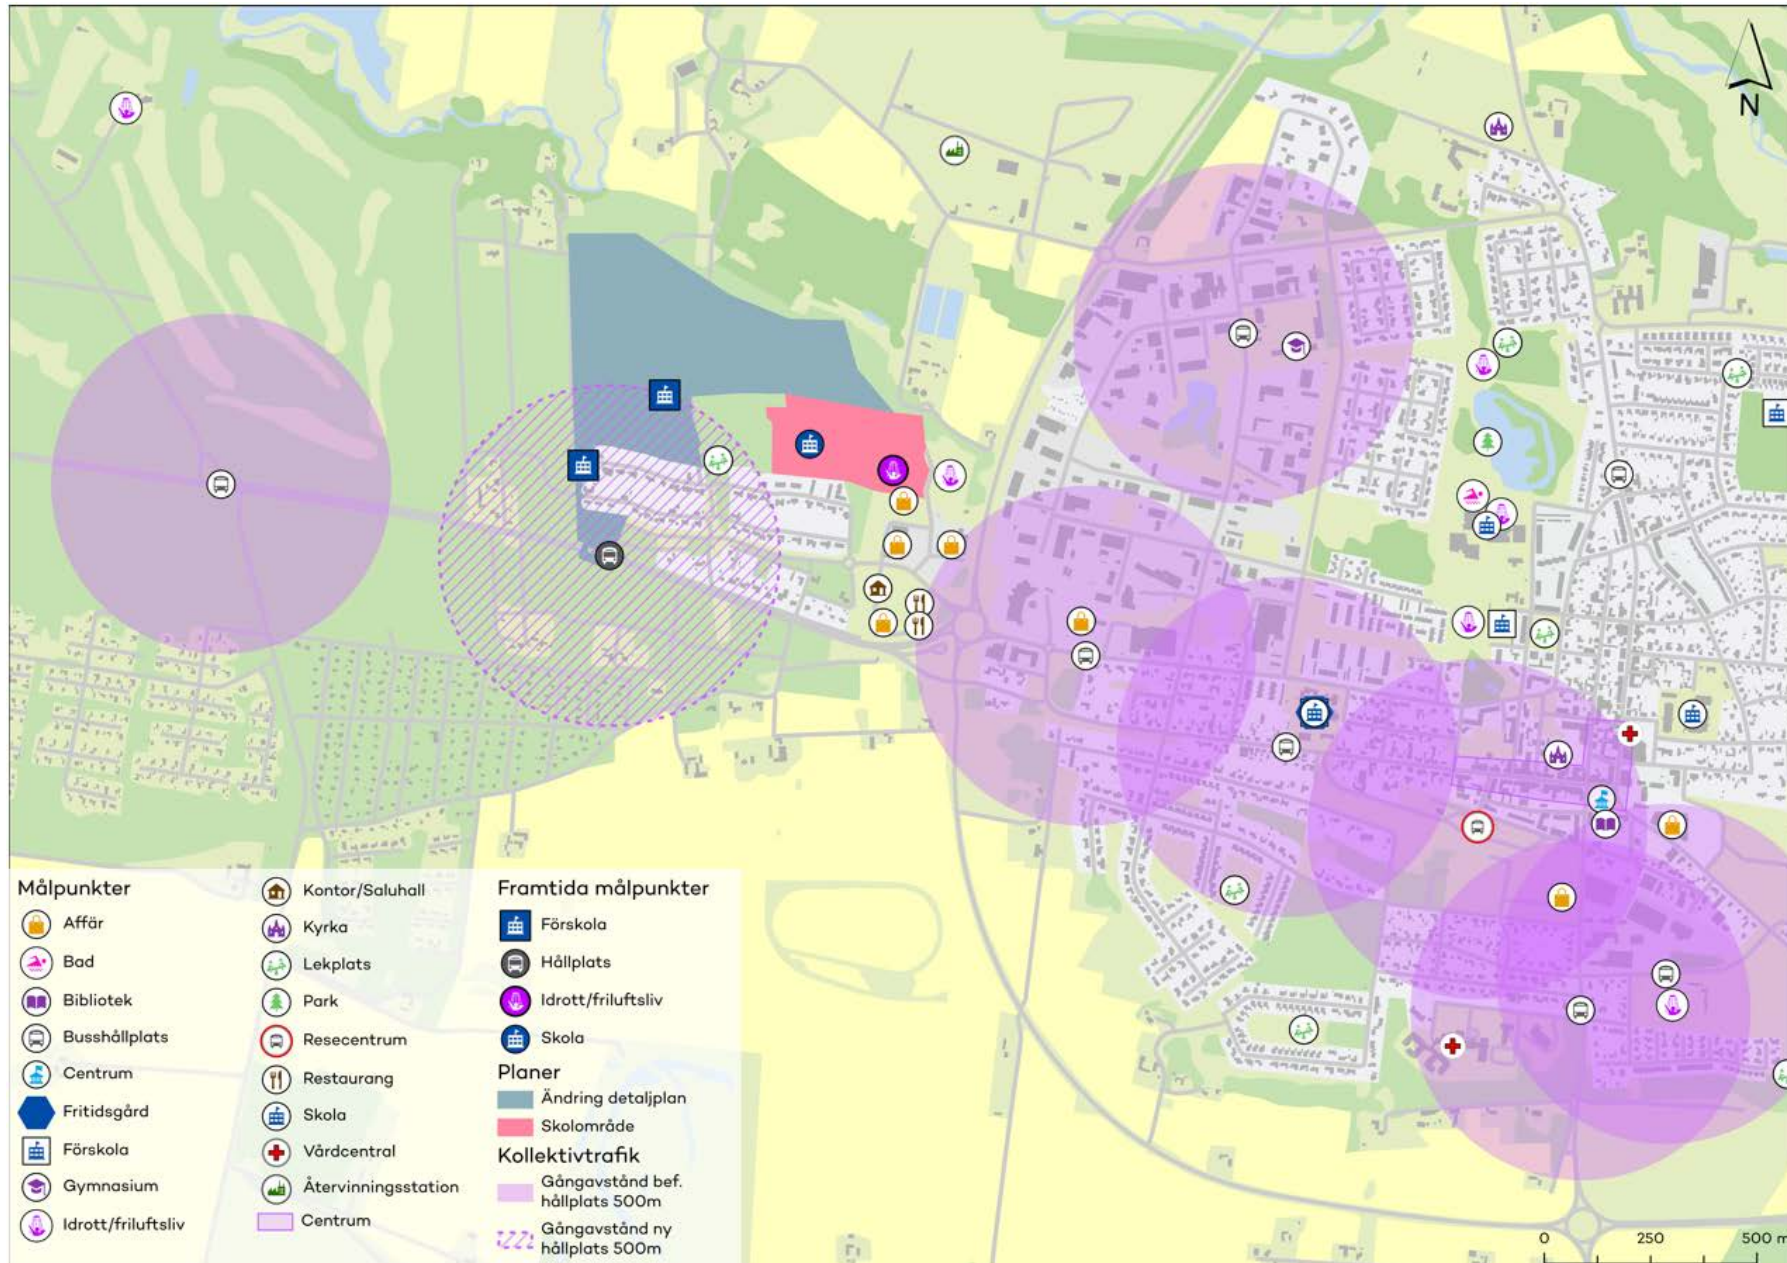 N
Målpunkter
Affär
Bad
Bibliotek
Busshållplats
Centrum
Fritidsgård
Förskola
Gymnasium
Idrott/friluftsliv
Kontor/Saluhall
Kyrka
Lekplats
Park
Resecentrum
Restaurang
Skola
Vårdcentral
Återvinningsstation
Centrum
Framtida målpunkter
Förskola
Hållplats
Idrott/friluftsliv
Skola
Planer
Ändring detaljplan
Skolområde
Kollektivtrafik
Gångavstånd bef.
hållplats 500m
Gångavstånd ny
hållplats 500m
0 250 500 m